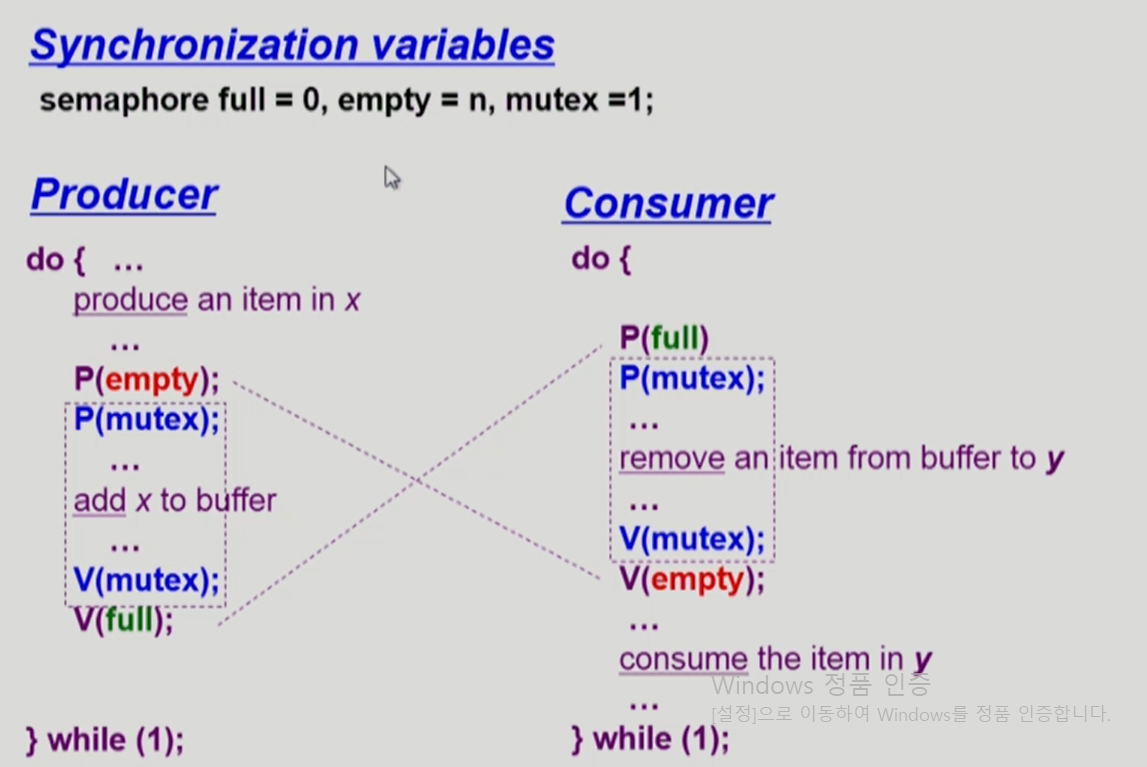 Synchronization variables
semaphore full = 0, empty = n, mutex =1;
Producer
do { ...
produce an item in x
...
P(empty);
P(mutex);
...
add x to buffer
...
V(mutex);
V(full);
} while (1);
Consumer
do {
P(full)
P(mutex);
...
remove an item from buffer to y
...
V(mutex);
V(empty);
...
consume the item in y
...
} while (1);
Windows 정품 인증
[설정]으로 이동하여 Windows를 정품 인증합니다.